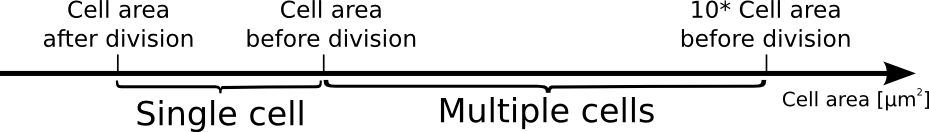 Cell area
after division
Cell area
before division
10* Cell area
before division
Single cell
Multiple cells
Cell area [µm²]